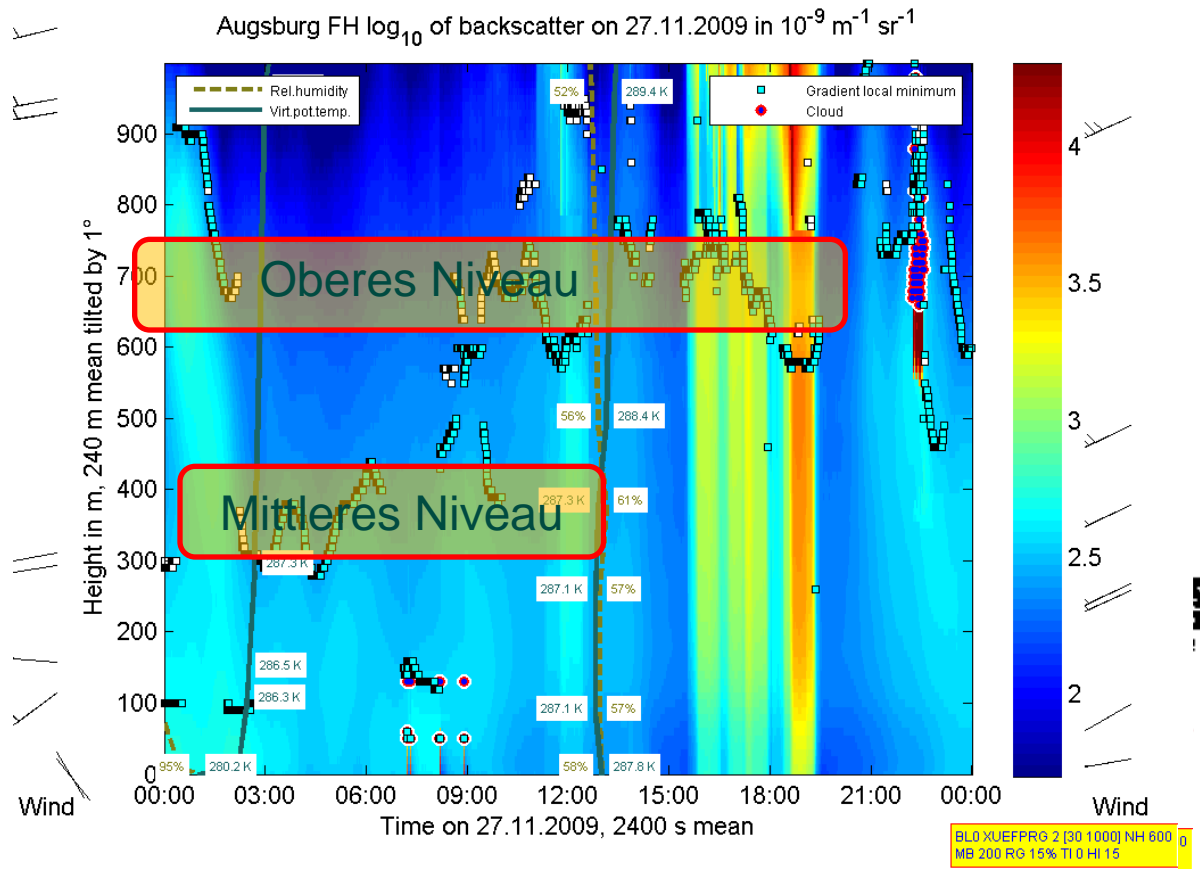 Augsburg FH log10 of backscatter on 27.11.2009 in 10-9 m-1 sr-1
Rel.humidity
Virt.pot.temp.
Gradient local minimum
Cloud
52%
289.4 K
Oberes Niveau
56%
288.4 K
Mittleres Niveau
287.3 K
61%
287.3 K
287.1 K
57%
286.5 K
286.3 K
287.1 K
57%
95%
280.2 K
58%
287.8 K
Height in m, 240 m mean tilted by 1°
900
800
700
600
500
400
300
200
100
0
00:00
03:00
06:00
09:00
12:00
15:00
18:00
21:00
00:00
Time on 27.11.2009, 2400 s mean
4
3.5
3
2.5
2
Wind
Wind
BL0 XUEFPRG 2 [30 1000] NH 600
0
MB 200 RG 15% TI 0 HI 15